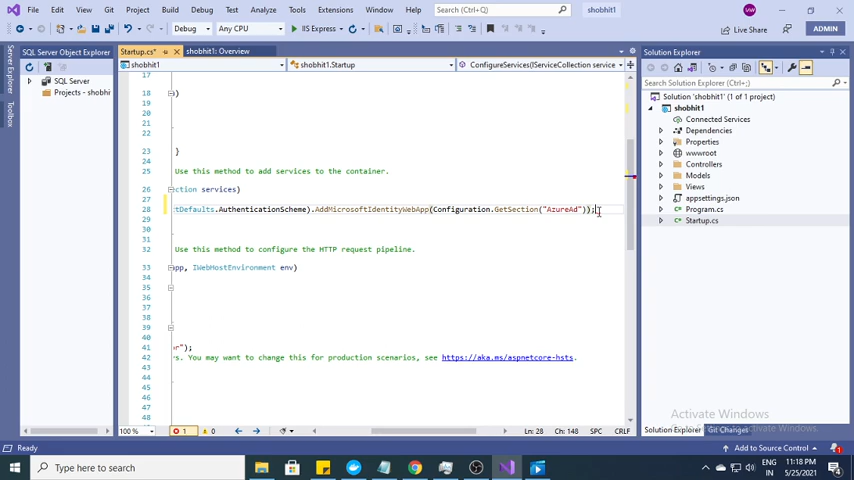 File Edit View Git Project Build Debug Test Analyze Tools Extensions Window Help Search (Ctrl+Q) shobhit1 VW
Debug Any CPU IIS Express Live Share ADMIN
Server Explorer
Toolbox
SQL Server Object Explorer
SQL Server
Projects - shobhi
Startup.cs* shobhit1: Overview
shobhit1 shobhit1.Startup ConfigureServices(IServiceCollection service
17
18 )
19
20
21
22
23 }
24
25 Use this method to add services to the container.
26 ction services)
27
28 tDefaults.AuthenticationScheme).AddMicrosoftIdentityWebApp(Configuration.GetSection("AzureAd"));
29
30
31 Use this method to configure the HTTP request pipeline.
33 app, IWebHostEnvironment env)
34
35
36
37
38
39
40
41 or");
42 s. You may want to change this for production scenarios, see https://aka.ms/aspnetcore-hsts.
43
44
45
46
47
48
100 % 1 0 Ln: 28 Ch: 148 SPC CRLF
Solution Explorer
Search Solution Explorer (Ctrl+;)
Solution 'shobhit1' (1 of 1 project)
shobhit1
Connected Services
Dependencies
Properties
wwwroot
Controllers
Models
Views
appsettings.json
Program.cs
Startup.cs
Activate Windows
Activate Windows.
Solution Explorer Git Changes
Ready Add to Source Control
Type here to search
ENG
IN
11:18 PM
5/25/2021
4